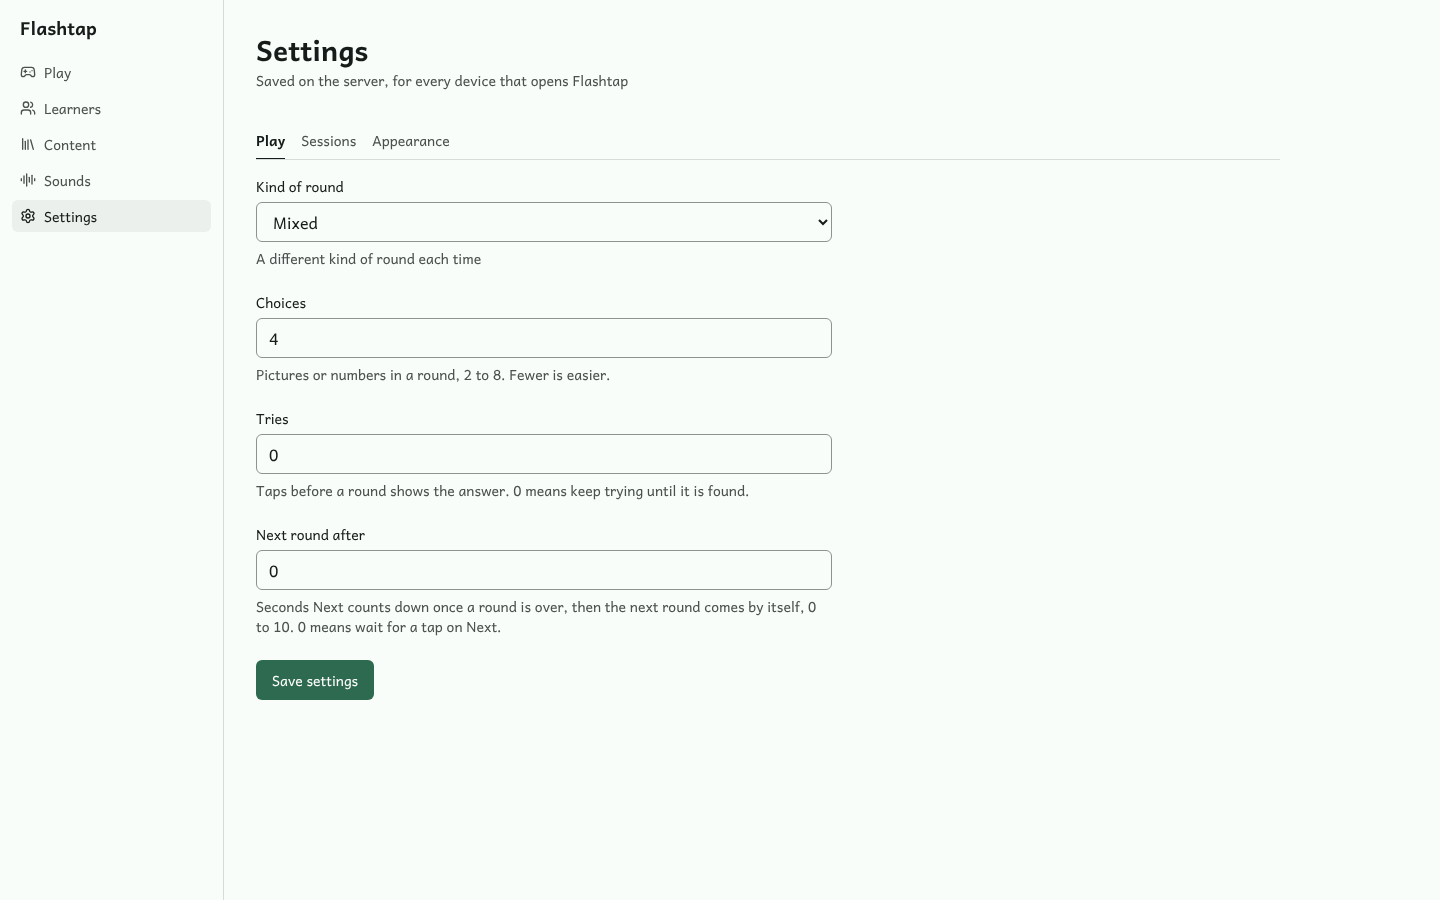 Flashtap
Play
Learners
Content
Sounds
Settings
Settings
Saved on the server, for every device that opens Flashtap
Play
Sessions
Appearance
Kind of round
Mixed
A different kind of round each time
Choices
4
Pictures or numbers in a round, 2 to 8. Fewer is easier.
Tries
0
Taps before a round shows the answer. 0 means keep trying until it is found.
Next round after
0
Seconds Next counts down once a round is over, then the next round comes by itself, 0
to 10. 0 means wait for a tap on Next.
Save settings